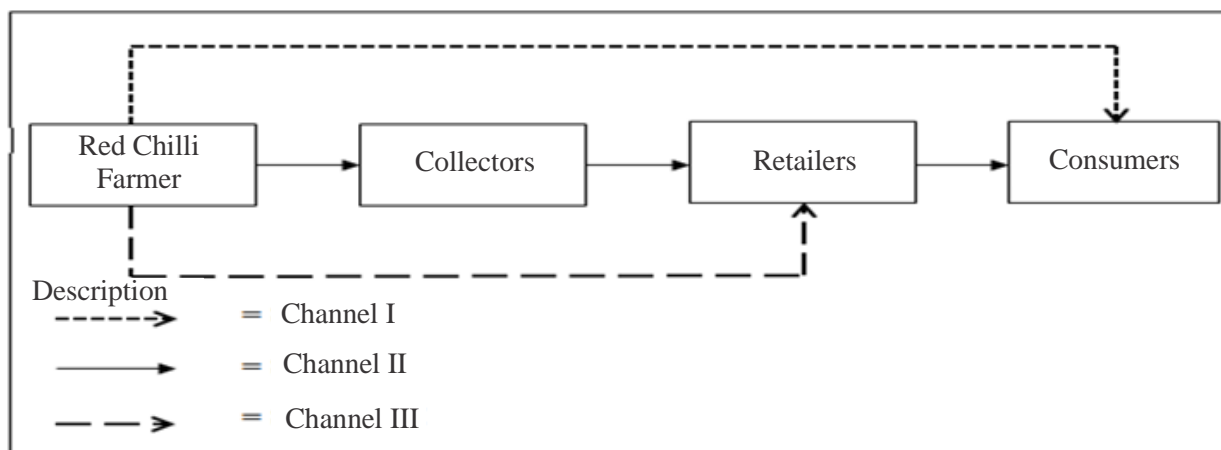 Red Chilli
Farmer
Collectors
Retailers
Consumers
Description
= Channel I
= Channel II
= Channel III